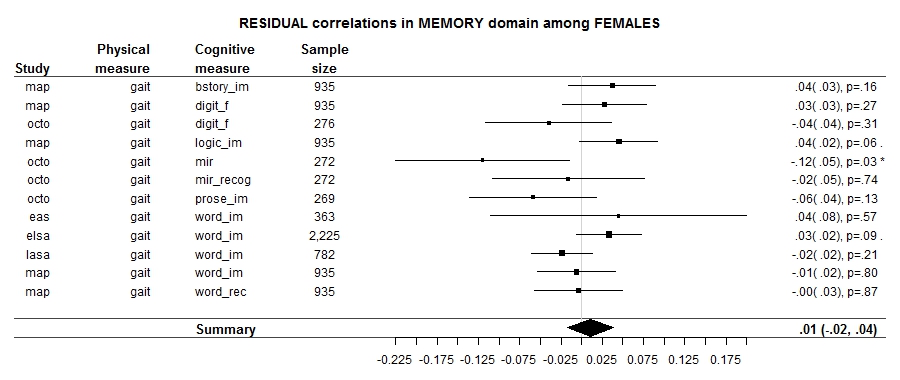 RESIDUAL correlations in MEMORY domain among FEMALES
Physical Cognitive Sample
Study measure measure size
map gait bstory_im 935 .04( .03), p=.16
map gait digit_f 935 .03( .03), p=.27
octo gait digit_f 276 -.04( .04), p=.31
map gait logic_im 935 .04( .02), p=.06 .
octo gait mir 272 -.12( .05), p=.03 *
octo gait mir_recog 272 -.02( .05), p=.74
octo gait prose_im 269 -.06( .04), p=.13
eas gait word_im 363 .04( .08), p=.57
elsa gait word_im 2,225 .03( .02), p=.09 .
lasa gait word_im 782 -.02( .02), p=.21
map gait word_im 935 -.01( .02), p=.80
map gait word_rec 935 -.00( .03), p=.87
Summary .01 (-.02, .04)
-0.225 -0.175 -0.125 -0.075 -0.025 0.025 0.075 0.125 0.175